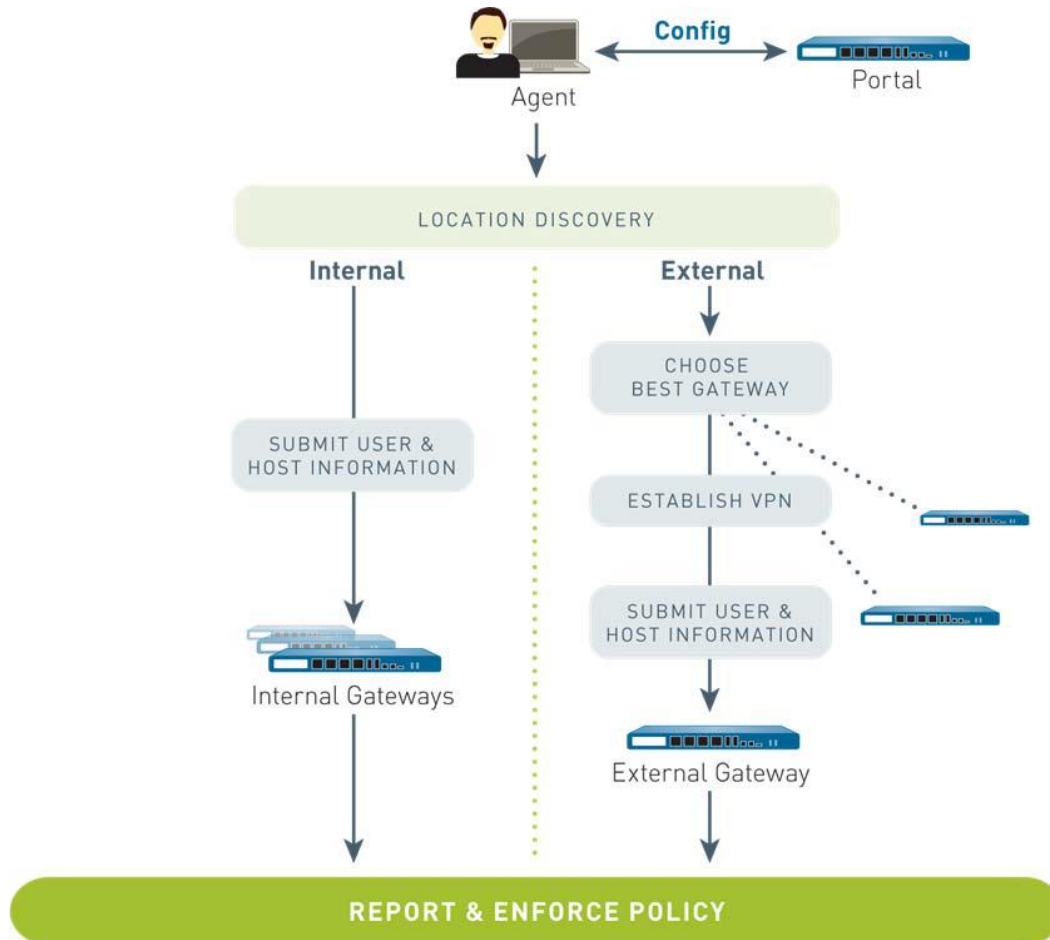 Config
Agent
Portal
LOCATION DISCOVERY
Internal
External
CHOOSE
BEST GATEWAY
SUBMIT USER &
HOST INFORMATION
ESTABLISH VPN
SUBMIT USER &
HOST INFORMATION
Internal Gateways
External Gateway
REPORT & ENFORCE POLICY